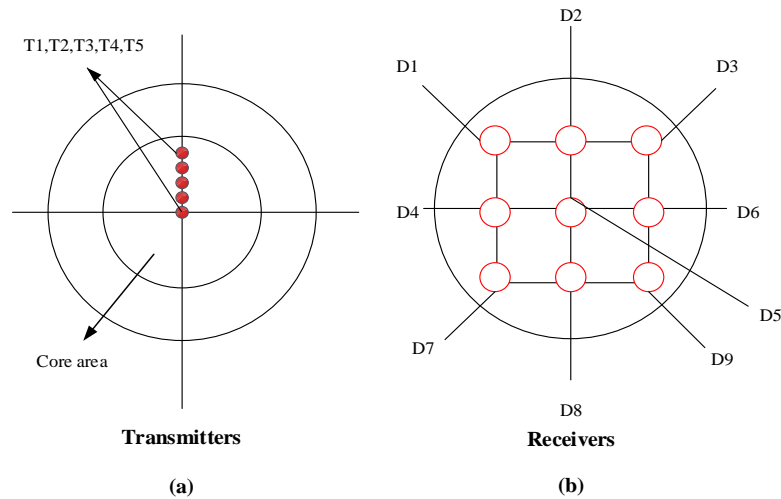 T1,T2,T3,T4,T5
Core area
Transmitters
(a)
D2
D1
D3
D4
D6
D5
D7
D9
D8
Receivers
(b)